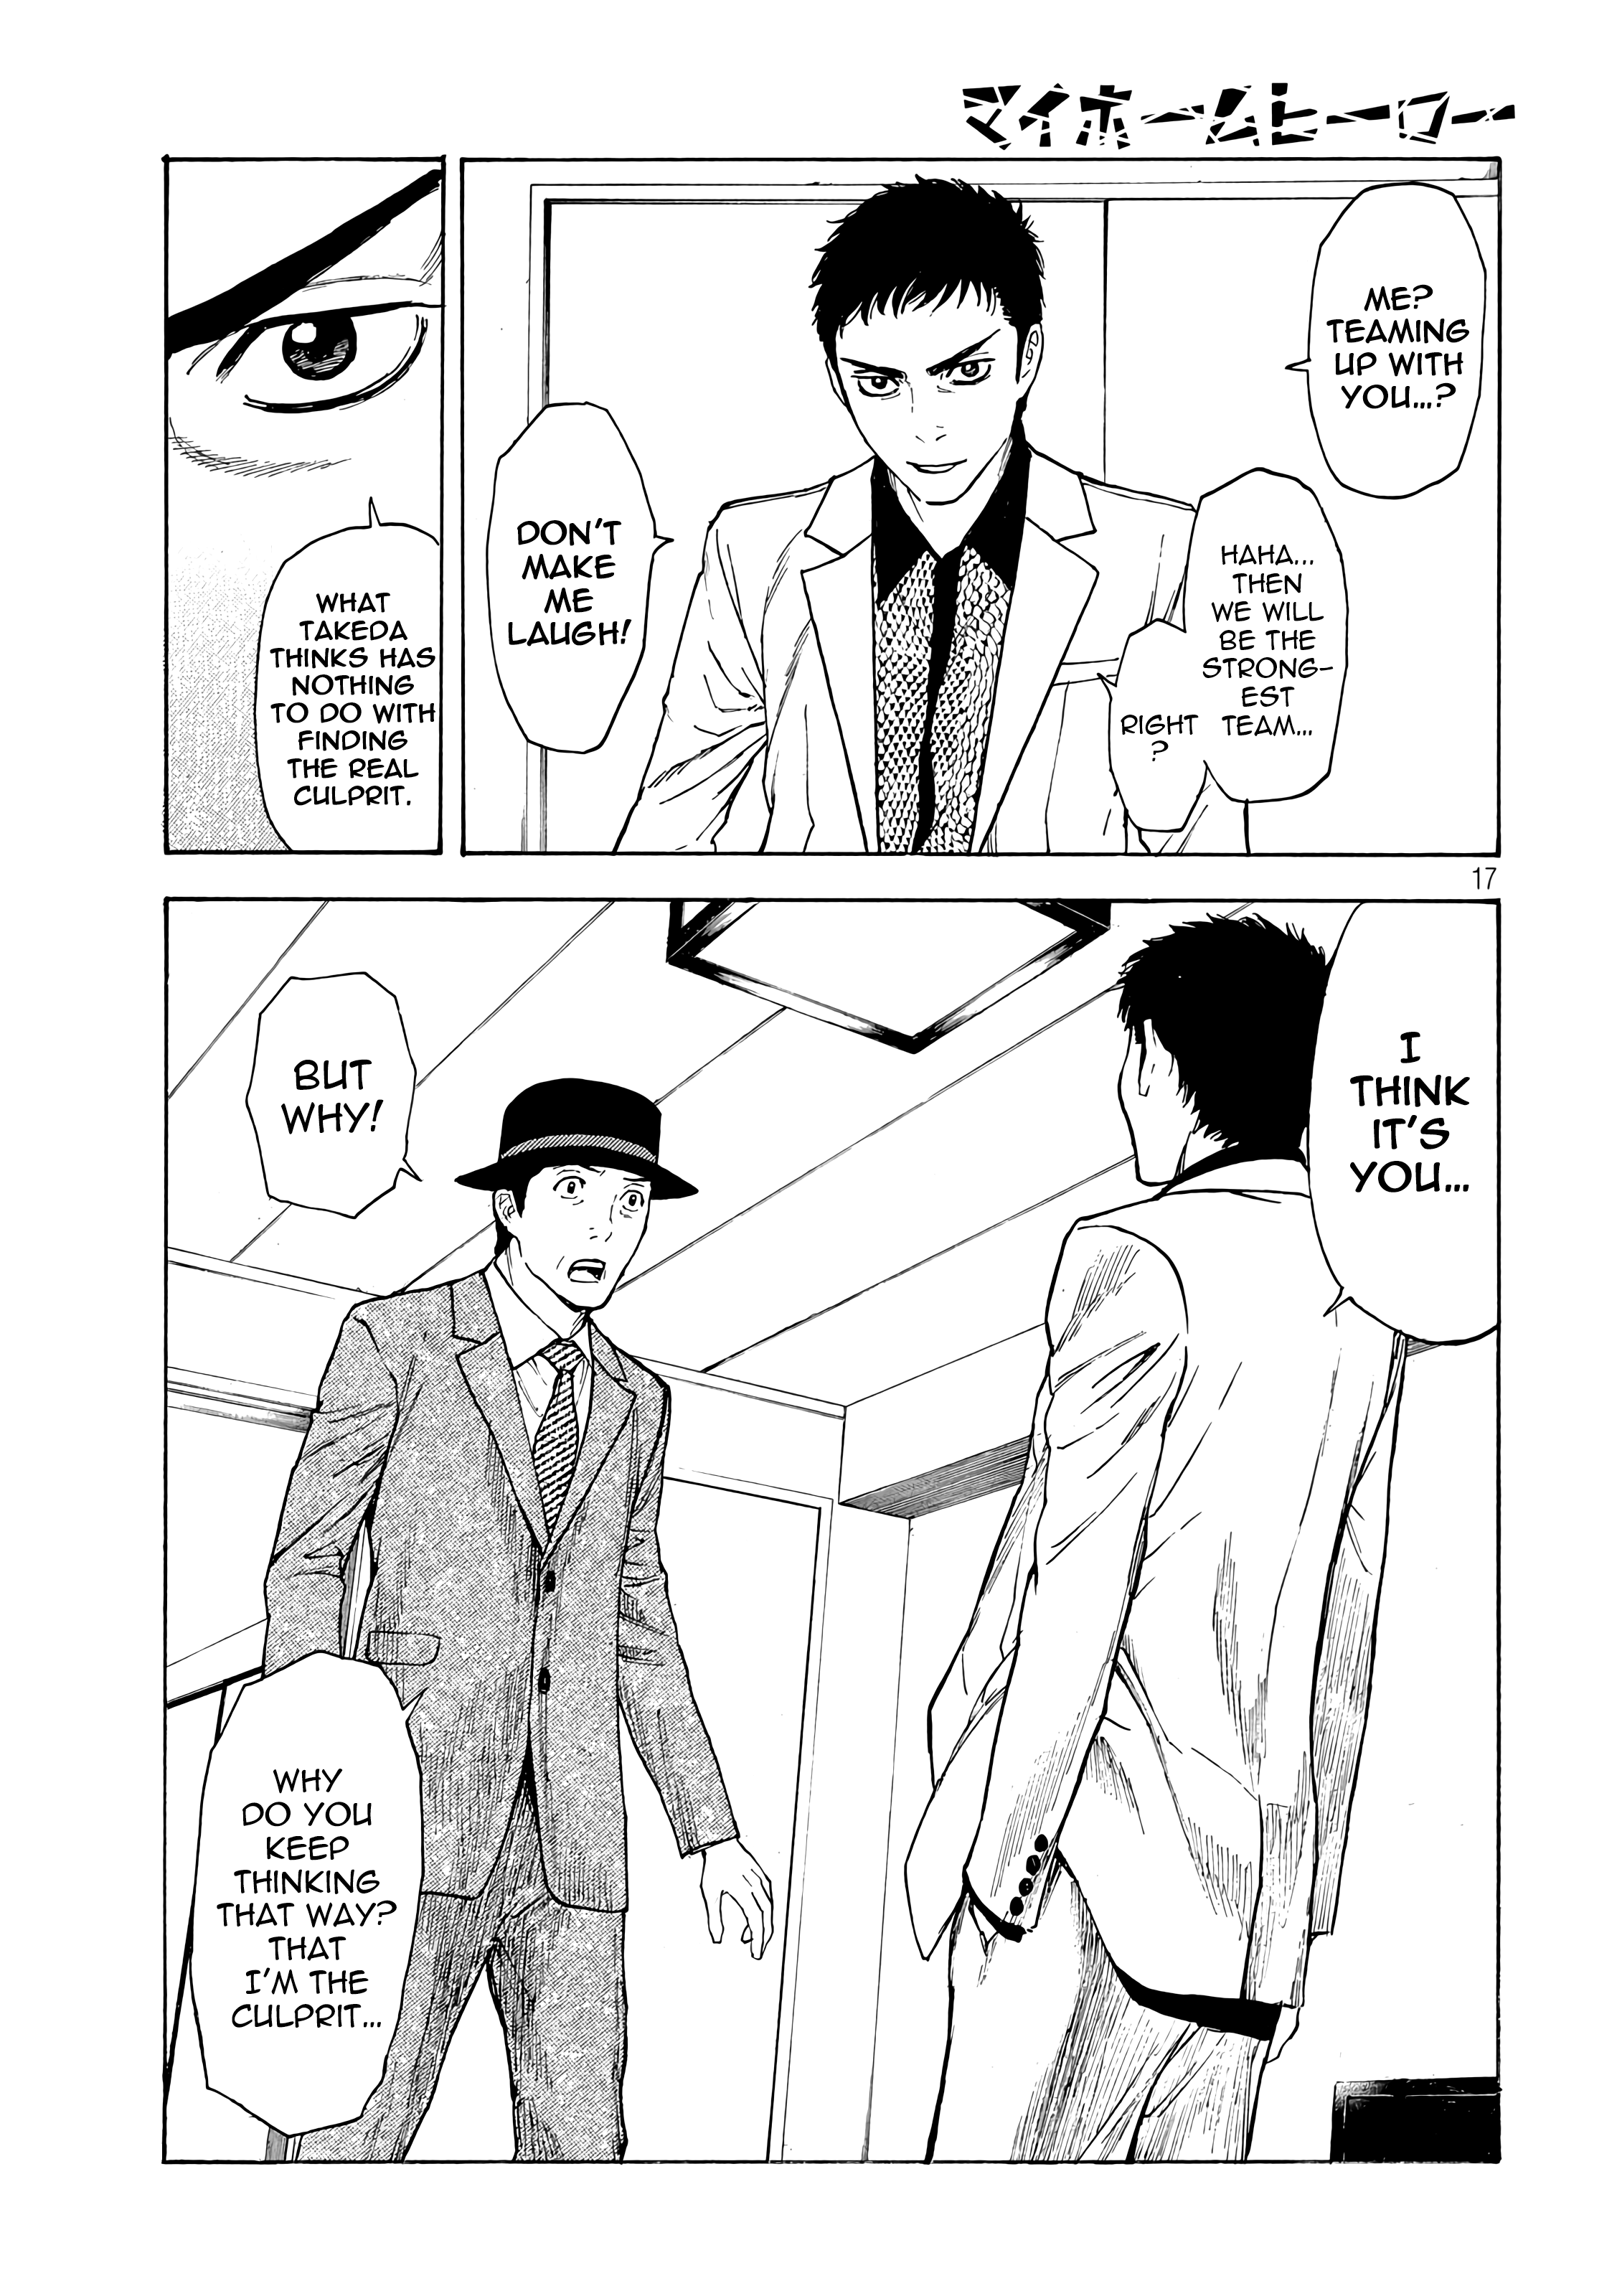 マイホームヒーロー
ME?
TEAMING
UP WITH
YOU...?
HAHA...
THEN
WE WILL
BE THE
STRONG-
EST
TEAM...
RIGHT
?
DON'T
MAKE
ME
LAUGH!
WHAT
TAKEDA
THINKS HAS
NOTHING
TO DO WITH
FINDING
THE REAL
CULPRIT.
17
I
THINK
IT'S
YOU...
BUT
WHY!
WHY
DO YOU
KEEP
THINKING
THAT WAY?
THAT
I'M THE
CULPRIT...